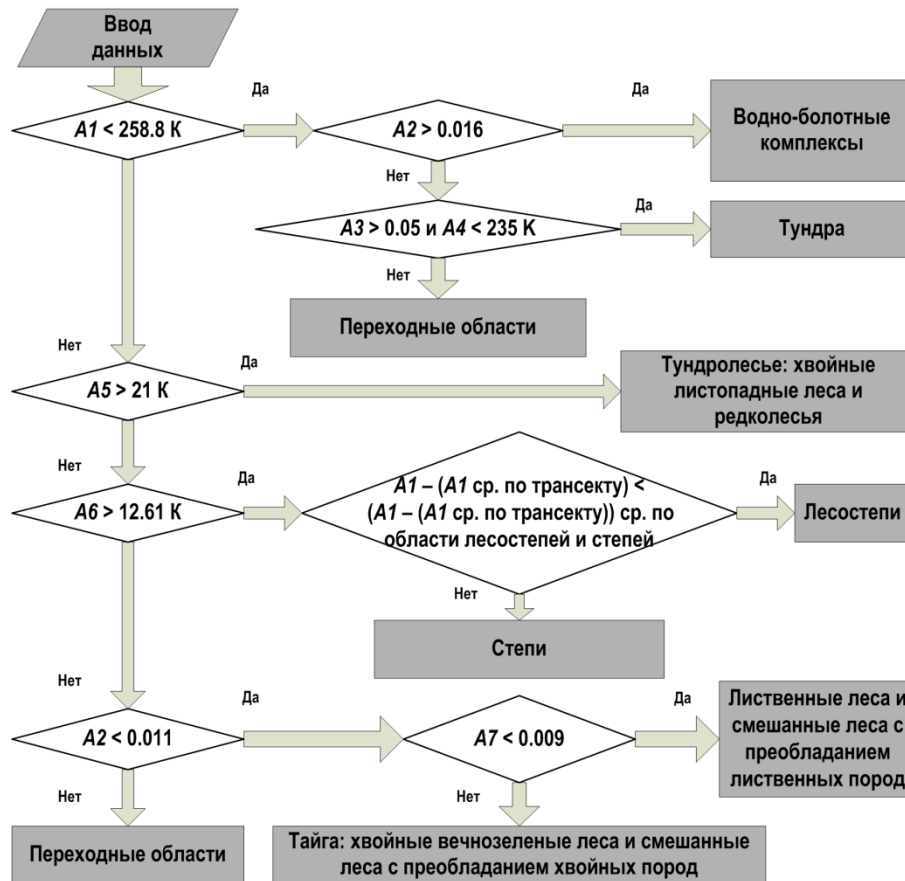 Ввод
данных
Да
Да
A1 < 258.8 К
A2 > 0.016
Водно-болотные
комплексы
Нет
Да
A3 > 0.05 и A4 < 235 К
Тундра
Нет
Переходные области
Нет
Да
A5 > 21 К
Тундролесье: хвойные
листопадные леса и
редколесья
Нет
Да
A6 > 12.61 К
A1 – (A1 ср. по трансекту) <
(A1 – (A1 ср. по трансекту)) ср. по
области лесостепей и степей
Да
Лесостепи
Нет
Степи
Нет
Да
Да
A2 < 0.011
A7 < 0.009
Лиственные леса и
смешанные леса с
преобладанием
лиственных пород
Нет
Нет
Переходные области
Тайга: хвойные вечнозеленые леса и смешанные
леса с преобладанием хвойных пород